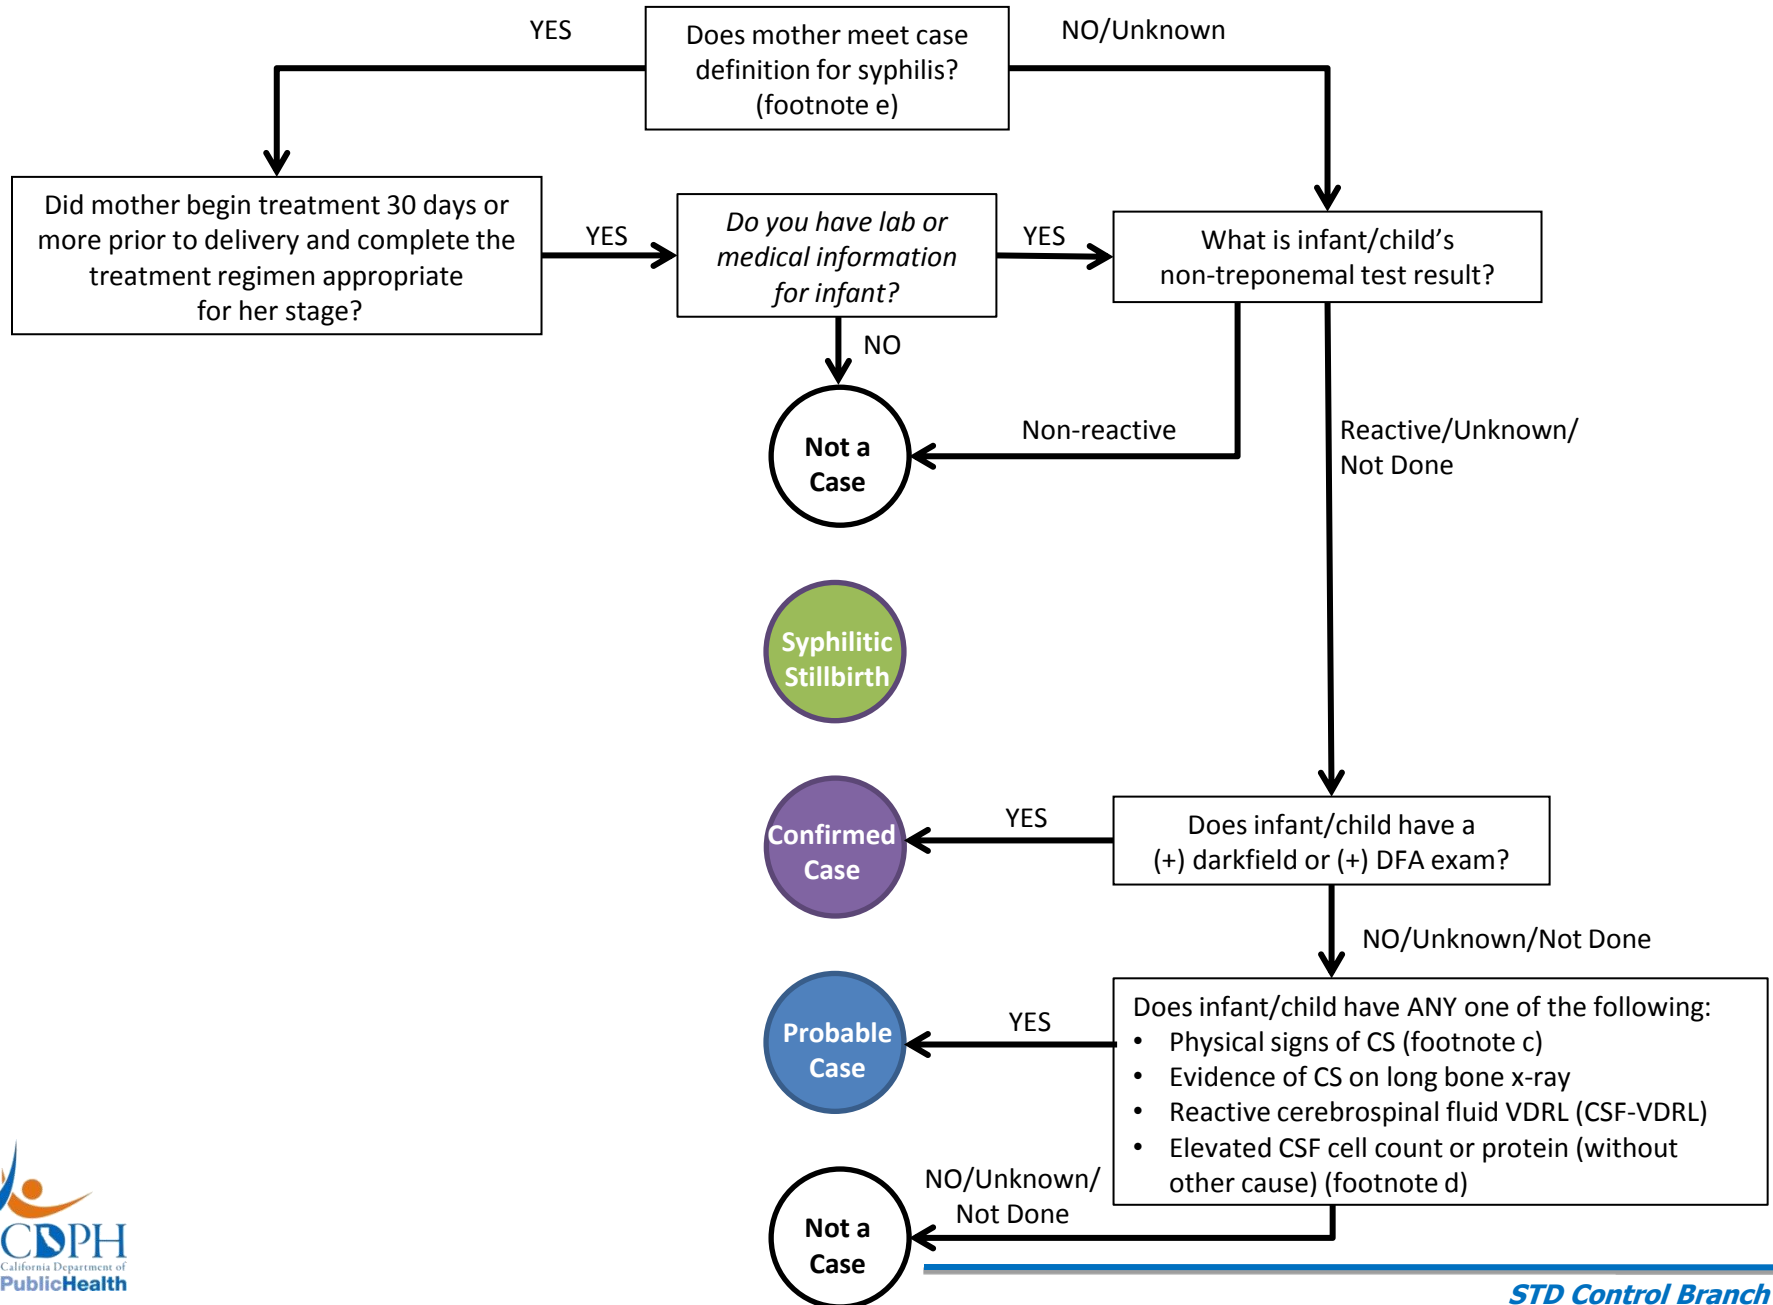 YES
Does mother meet case
definition for syphilis?
(footnote e)
NO/Unknown
Did mother begin treatment 30 days or
more prior to delivery and complete the
treatment regimen appropriate
for her stage?
YES
Do you have lab or
medical information
for infant?
YES
What is infant/child's
non-treponemal test result?
NO
Not a
Case
Non-reactive
Reactive/Unknown/
Not Done
Syphilitic
Stillbirth
Confirmed
Case
YES
Does infant/child have a
(+) darkfield or (+) DFA exam?
NO/Unknown/Not Done
Probable
Case
YES
Does infant/child have ANY one of the following:
• Physical signs of CS (footnote c)
• Evidence of CS on long bone x-ray
• Reactive cerebrospinal fluid VDRL (CSF-VDRL)
• Elevated CSF cell count or protein (without
other cause) (footnote d)
NO/Unknown/
Not Done
Not a
Case
CDPH
California Department of
PublicHealth
STD Control Branch